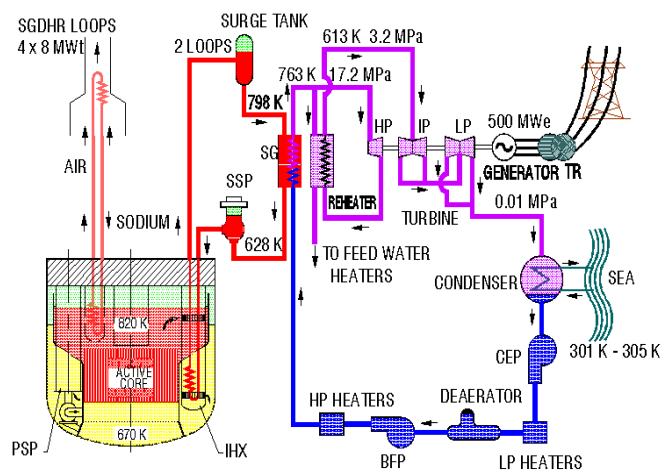 SGDHR LOOPS
4 x 8 MWt
SURGE TANK
2 LOOPS
613 K 3.2 MPa
763 K
17.2 MPa
798 K
HP
IP
LP
500 MWe
GENERATOR TR
SG
AIR
SSP
REHEATER
TURBINE
0.01 MPa
SODIUM
628 K
TO FEED WATER
HEATERS
CONDENSER
SEA
820 K
301 K - 305 K
CEP
ACTIVE
CORE
HP HEATERS
DEAERATOR
PSP
670 K
IHX
BFP
LP HEATERS